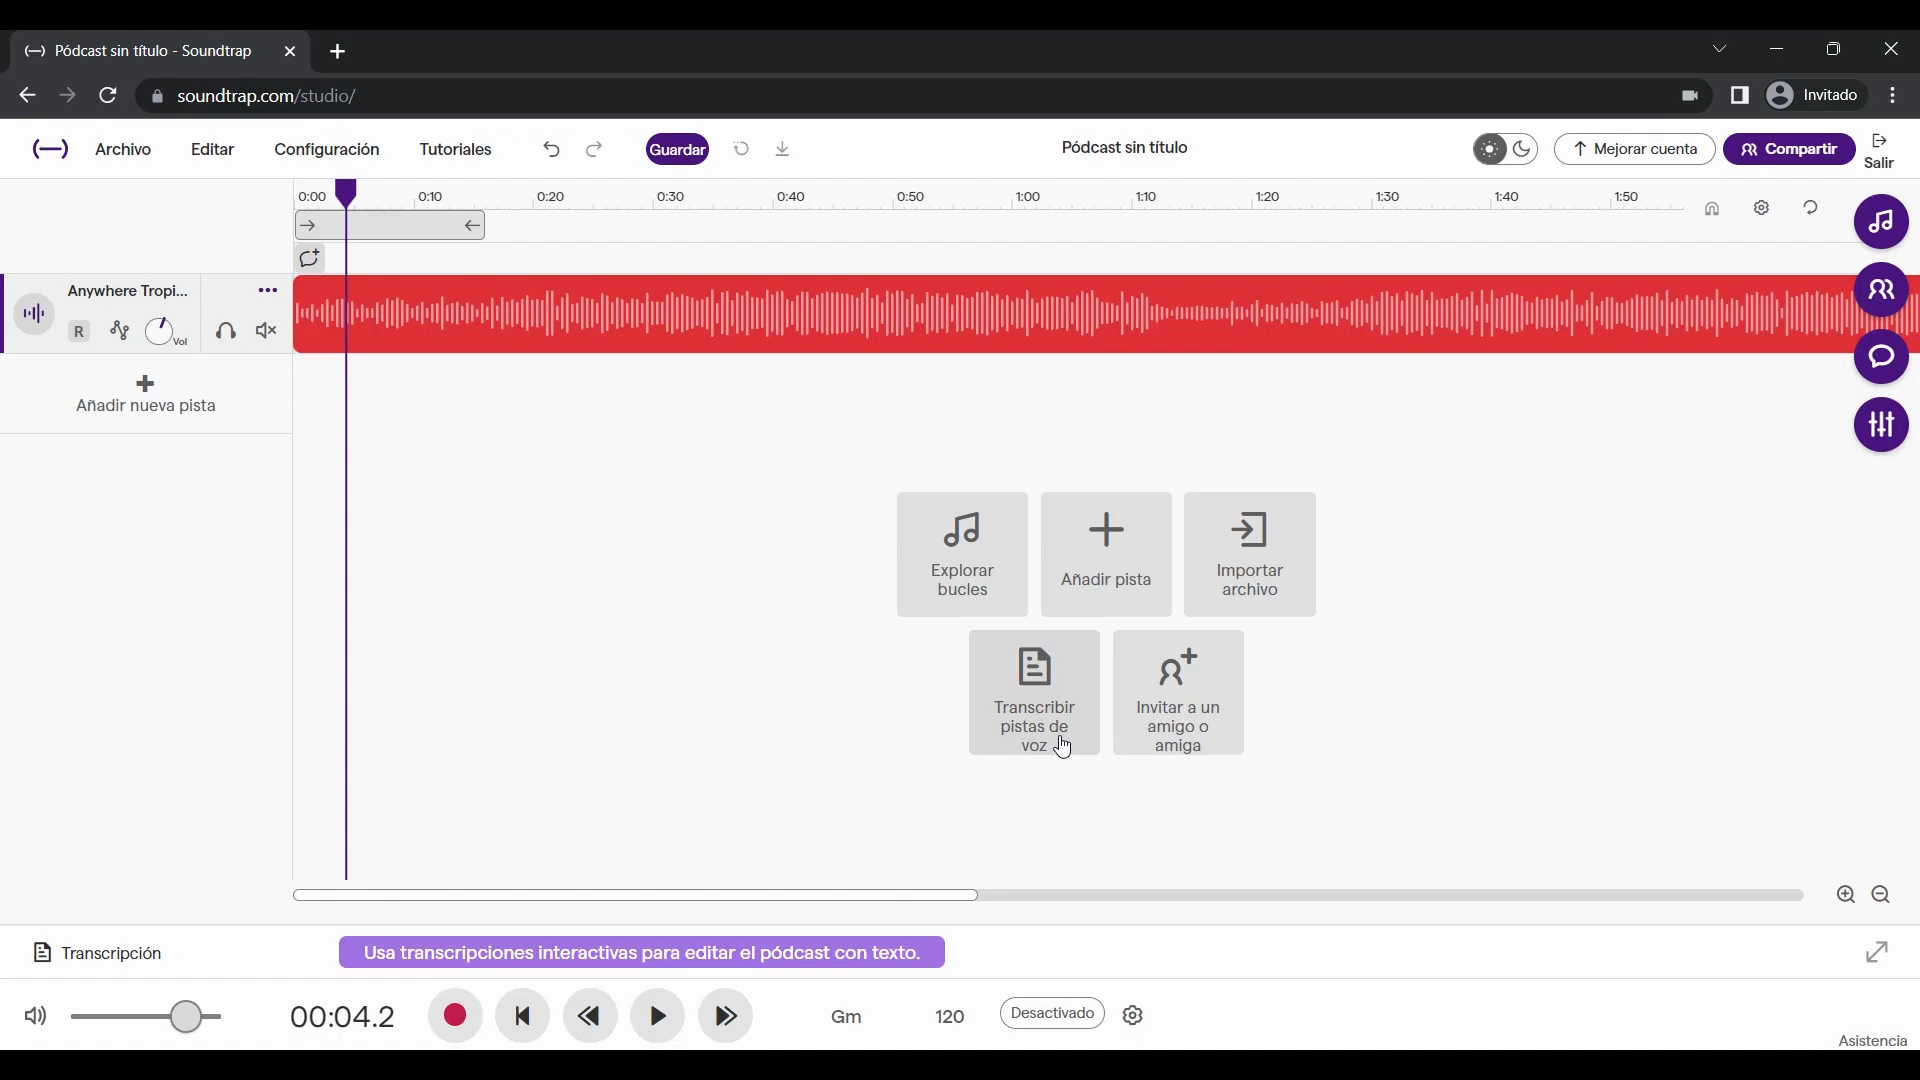 Pódcast sin título - Soundtrap
soundtrap.com/studio/
Invitado
Archivo
Editar
Configuración
Tutoriales
Guardar
Pódcast sin título
Mejorar cuenta
Compartir
Salir
0:00
0:10
0:20
0:30
0:40
0:50
1:00
1:10
1:20
1:30
1:40
1:50
Anywhere Tropi...
R
Vol
Añadir nueva pista
Explorar
bucles
Añadir pista
Importar
archivo
Transcribir
pistas de
voz
Invitar a un
amigo o
amiga
Transcripción
Usa transcripciones interactivas para editar el pódcast con texto.
00:04.2
Gm
120
Desactivado
Asistencia